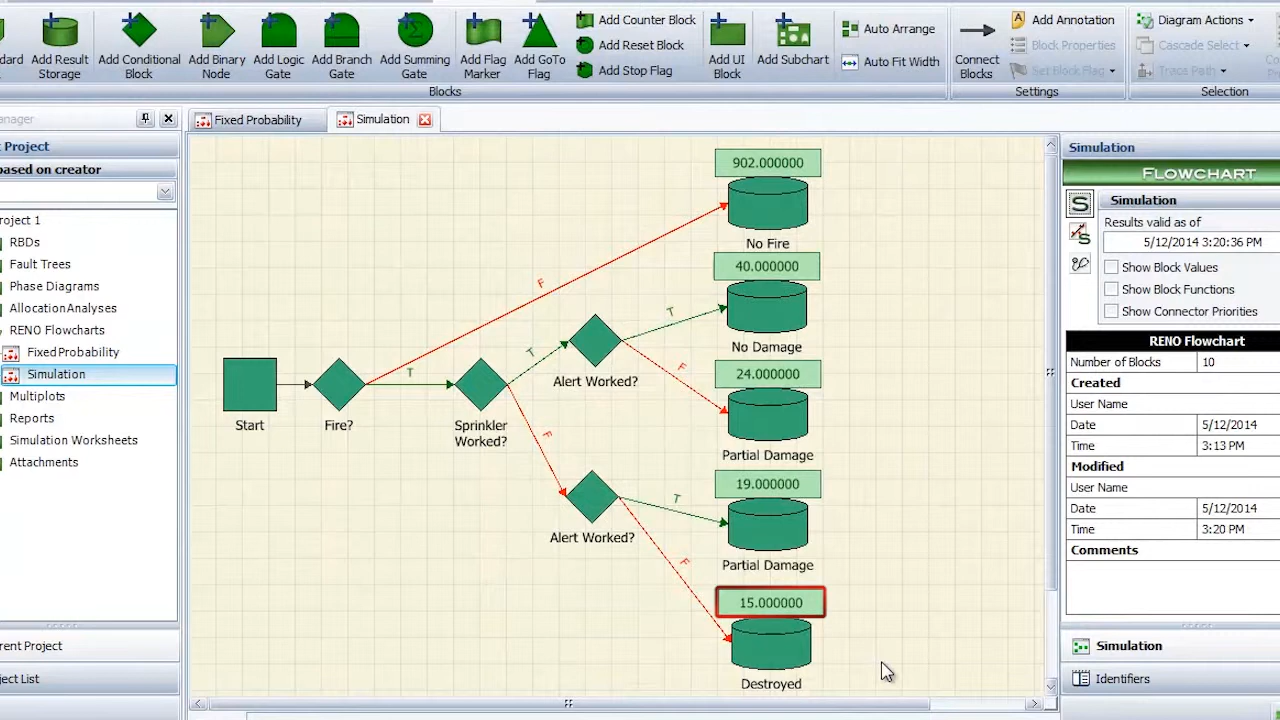 Add Result
Storage
Add Conditional
Block
Add Binary
Node
Add Logic
Gate
Add Branch
Gate
Add Summing
Gate
Add Flag
Marker
Add GoTo
Flag
Add Counter Block
Add Reset Block
Add Stop Flag
Add UI
Block
Add Subchart
Auto Arrange
Auto Fit Width
Connect
Blocks
Add Annotation
Block Properties
Set Block Flag
Diagram Actions
Cascade Select
Trace Path
Blocks
Settings
Selection
Fixed Probability
Simulation
Project
based on creator
RBDs
Fault Trees
Phase Diagrams
Allocation Analyses
RENO Flowcharts
Fixed Probability
Simulation
Multiplots
Reports
Simulation Worksheets
Attachments
Project
List
902.000000
No Fire
40.000000
No Damage
24.000000
Partial Damage
19.000000
Partial Damage
15.000000
Destroyed
Start
Fire?
Sprinkler
Worked?
Alert Worked?
Alert Worked?
F
T
T
F
T
F
T
F
Simulation
FLOWCHART
Simulation
Results valid as of
5/12/2014 3:20:36 PM
Show Block Values
Show Block Functions
Show Connector Priorities
RENO Flowchart
Number of Blocks 10
Created
User Name
Date 5/12/2014
Time 3:13 PM
Modified
User Name
Date 5/12/2014
Time 3:20 PM
Comments
Simulation
Identifiers